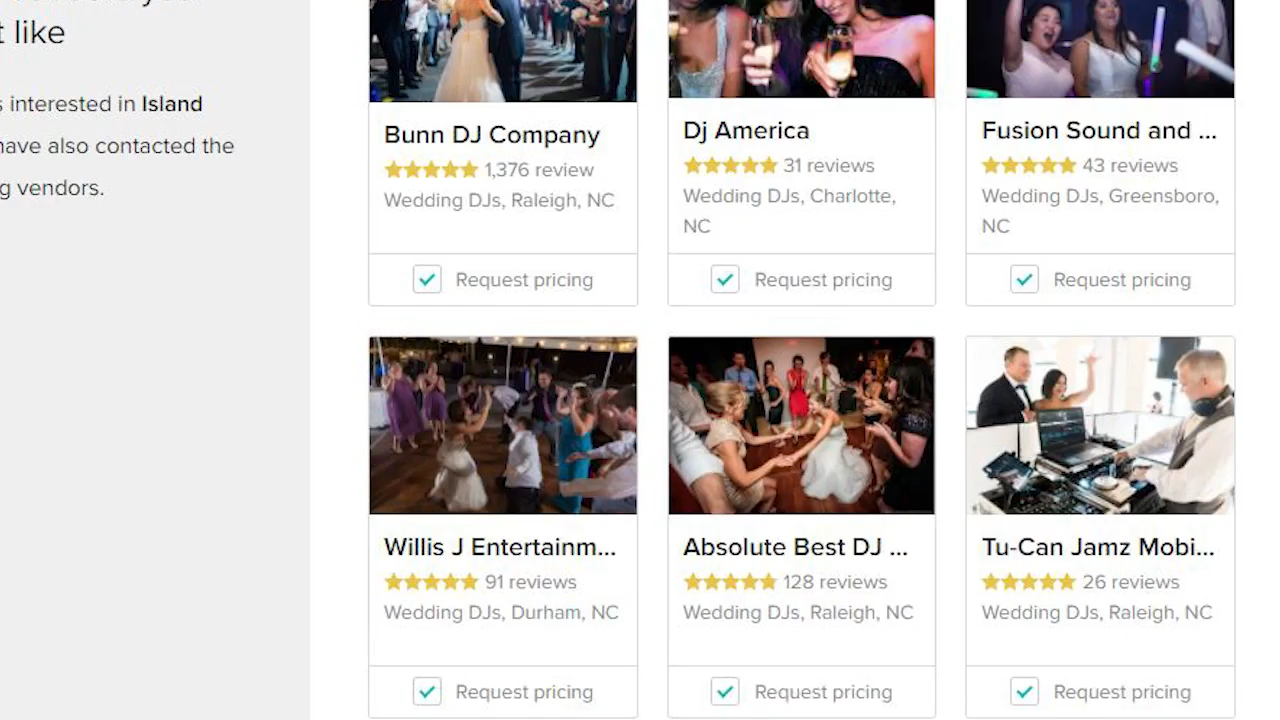 t like
s interested in Island
have also contacted the
g vendors.
Bunn DJ Company
1,376 review
Wedding DJs, Raleigh, NC
Request pricing
Dj America
31 reviews
Wedding DJs, Charlotte,
NC
Request pricing
Fusion Sound and ...
43 reviews
Wedding DJs, Greensboro,
NC
Request pricing
Willis J Entertainm...
91 reviews
Wedding DJs, Durham, NC
Request pricing
Absolute Best DJ ...
128 reviews
Wedding DJs, Raleigh, NC
Request pricing
Tu-Can Jamz Mobi...
26 reviews
Wedding DJs, Raleigh, NC
Request pricing